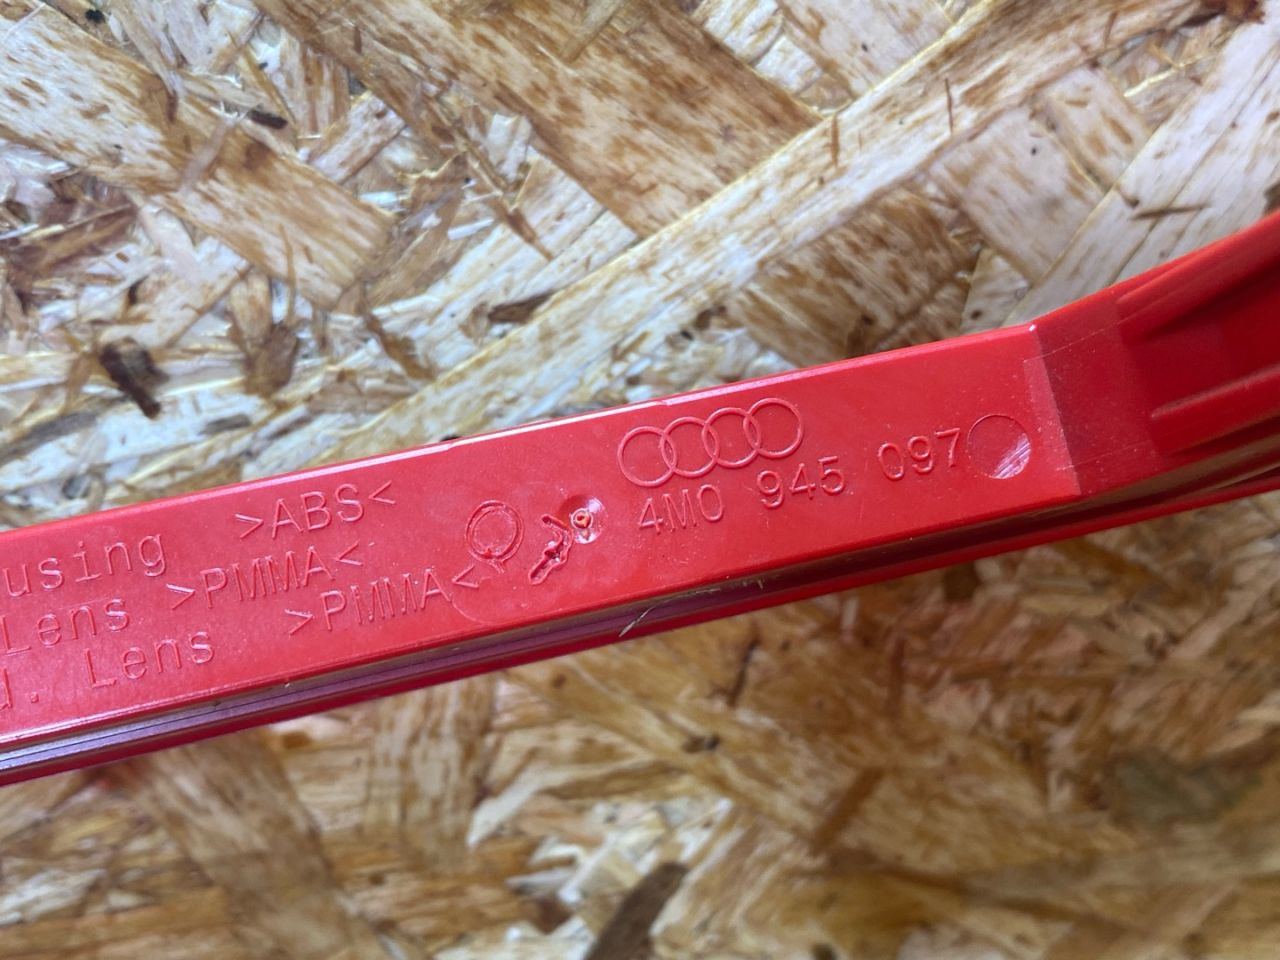 using >ABS<
Lens >PMMA<
d. Lens >PMMA<
4M0 945 097